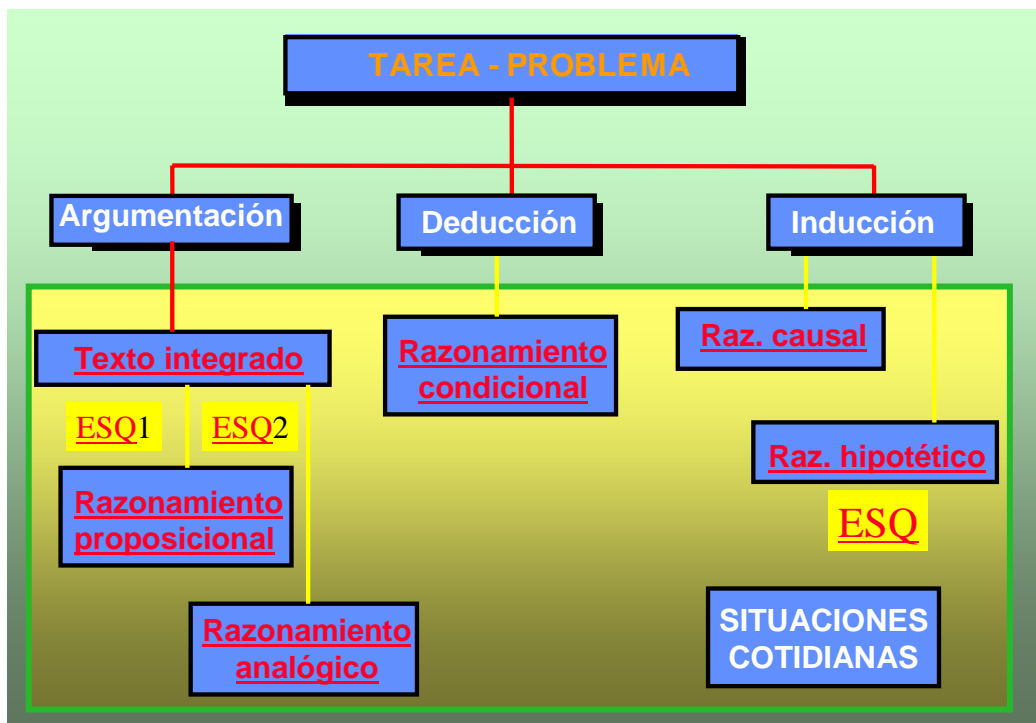 TAREA - PROBLEMA
Argumentación
Deducción
Inducción
Texto integrado
Razonamiento
condicional
Raz. causal
ESQ1
ESQ2
Raz. hipotético
Razonamiento
proposicional
ESQ
Razonamiento
analógico
SITUACIONES
COTIDIANAS